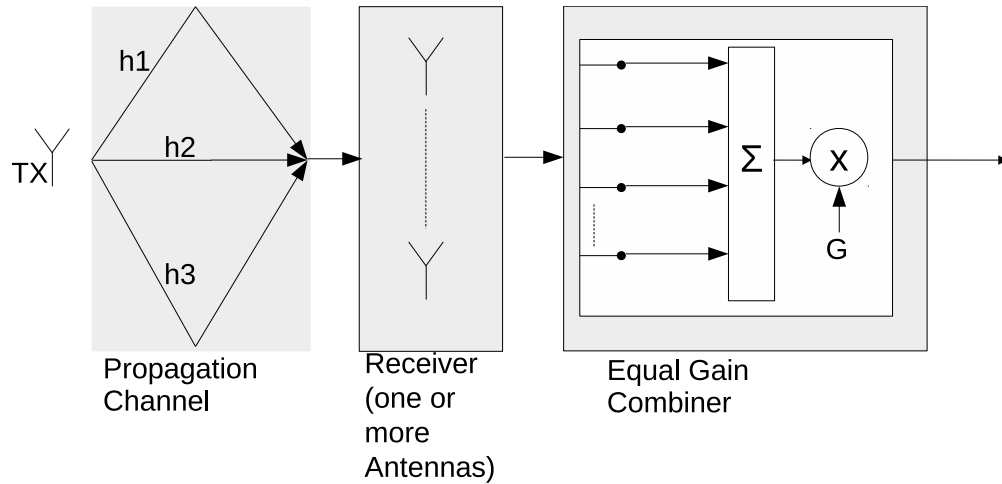 h1
h2
TX
h3
Σ
X
G
Propagation
Channel
Receiver
(one or
more
Antennas)
Equal Gain
Combiner